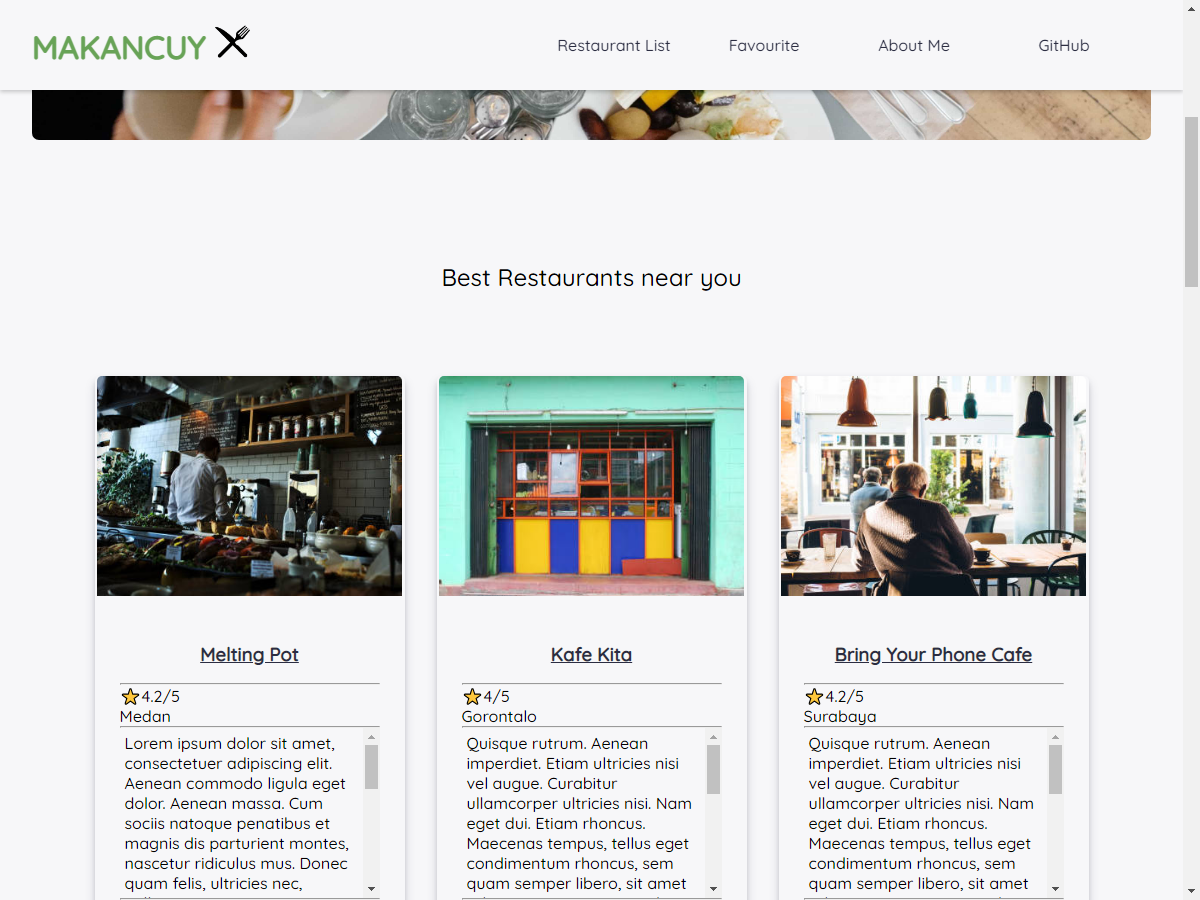 MAKANCUY
Restaurant List
Favourite
About Me
GitHub
Best Restaurants near you
Melting Pot
4.2/5
Medan
Lorem ipsum dolor sit amet,
consectetuer adipiscing elit.
Aenean commodo ligula eget
dolor. Aenean massa. Cum
sociis natoque penatibus et
magnis dis parturient montes,
nascetur ridiculus mus. Donec
quam felis, ultricies nec,
Kafe Kita
4/5
Gorontalo
Quisque rutrum. Aenean
imperdiet. Etiam ultricies nisi
vel augue. Curabitur
ullamcorper ultricies nisi. Nam
eget dui. Etiam rhoncus.
Maecenas tempus, tellus eget
condimentum rhoncus, sem
quam semper libero, sit amet
Bring Your Phone Cafe
4.2/5
Surabaya
Quisque rutrum. Aenean
imperdiet. Etiam ultricies nisi
vel augue. Curabitur
ullamcorper ultricies nisi. Nam
eget dui. Etiam rhoncus.
Maecenas tempus, tellus eget
condimentum rhoncus, sem
quam semper libero, sit amet